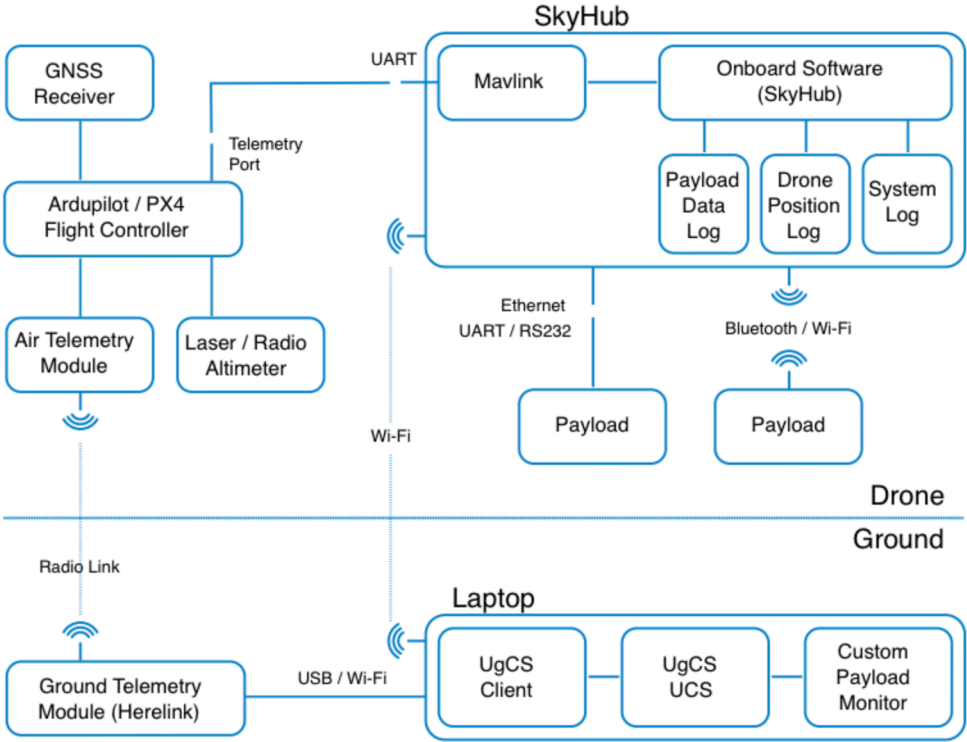 SkyHub
GNSS
Receiver
UART
Mavlink
Onboard Software
(SkyHub)
Telemetry
Port
Payload
Data
Log
Drone
Position
Log
System
Log
Ardupilot / PX4
Flight Controller
Air Telemetry
Module
Laser / Radio
Altimeter
Ethernet
UART / RS232
Bluetooth / Wi-Fi
Payload
Payload
Wi-Fi
Drone
Ground
Radio Link
Laptop
UgCS
Client
UgCS
UCS
Custom
Payload
Monitor
USB / Wi-Fi
Ground Telemetry
Module (Herelink)